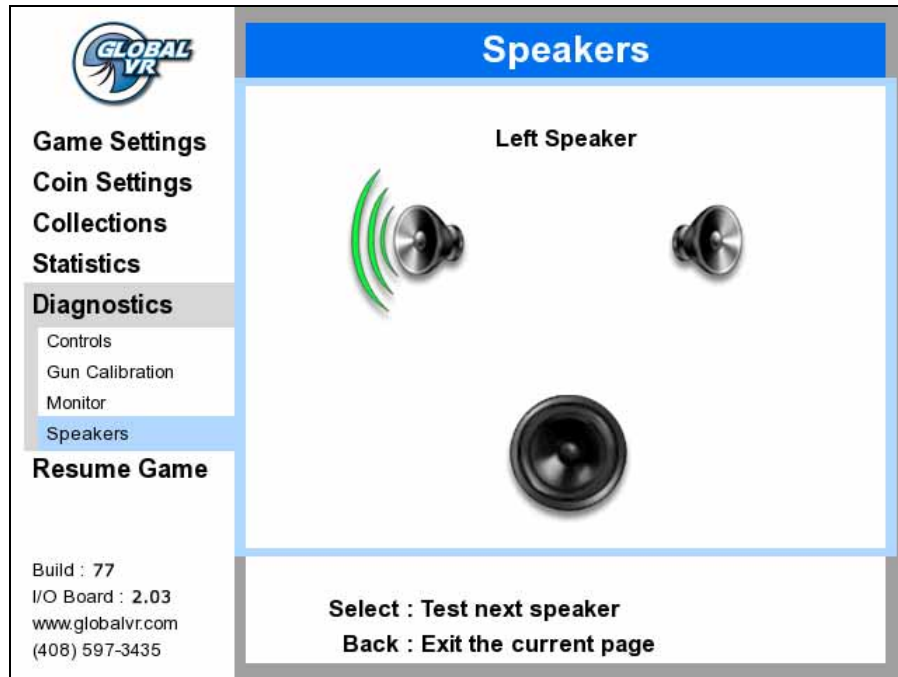 GLOBAL
VR
Game Settings
Coin Settings
Collections
Statistics
Diagnostics
Controls
Gun Calibration
Monitor
Speakers
Resume Game
Build : 77
I/O Board : 2.03
www.globalvr.com
(408) 597-3435
Speakers
Left Speaker
Select : Test next speaker
Back : Exit the current page